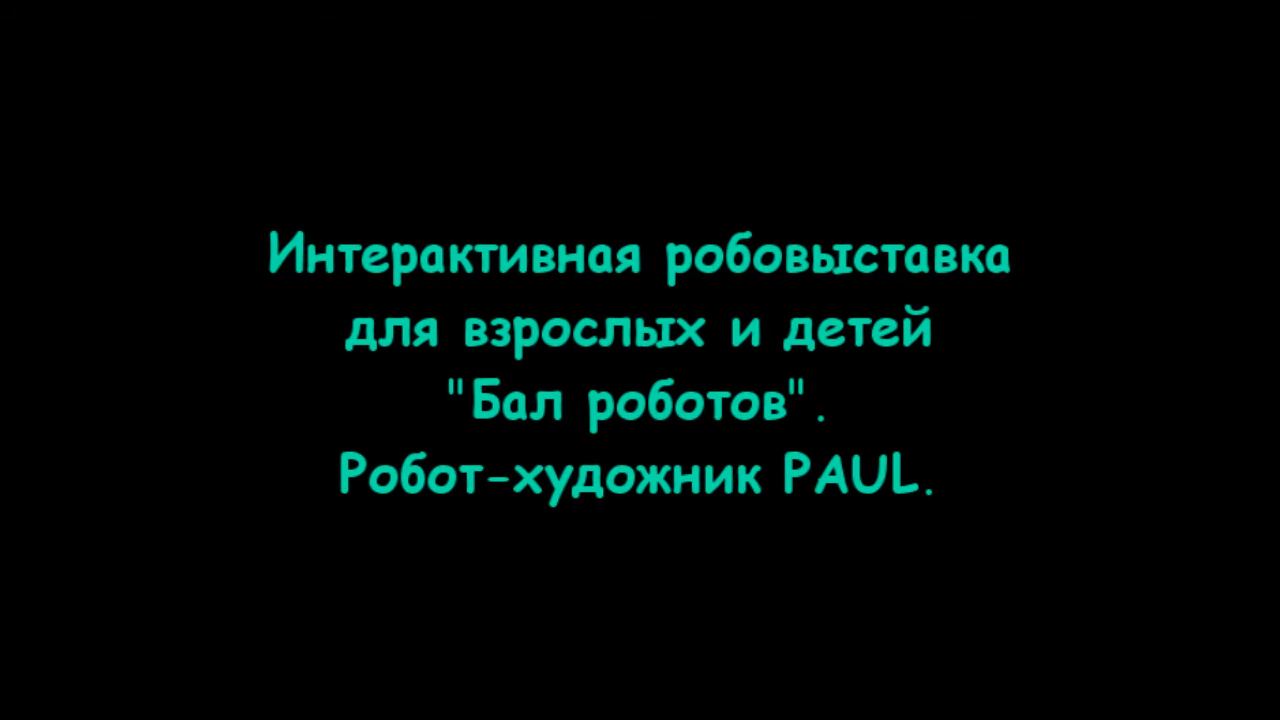 Интерактивная робовыставка
для взрослых и детей
"Бал роботов".
Робот-художник PAUL.